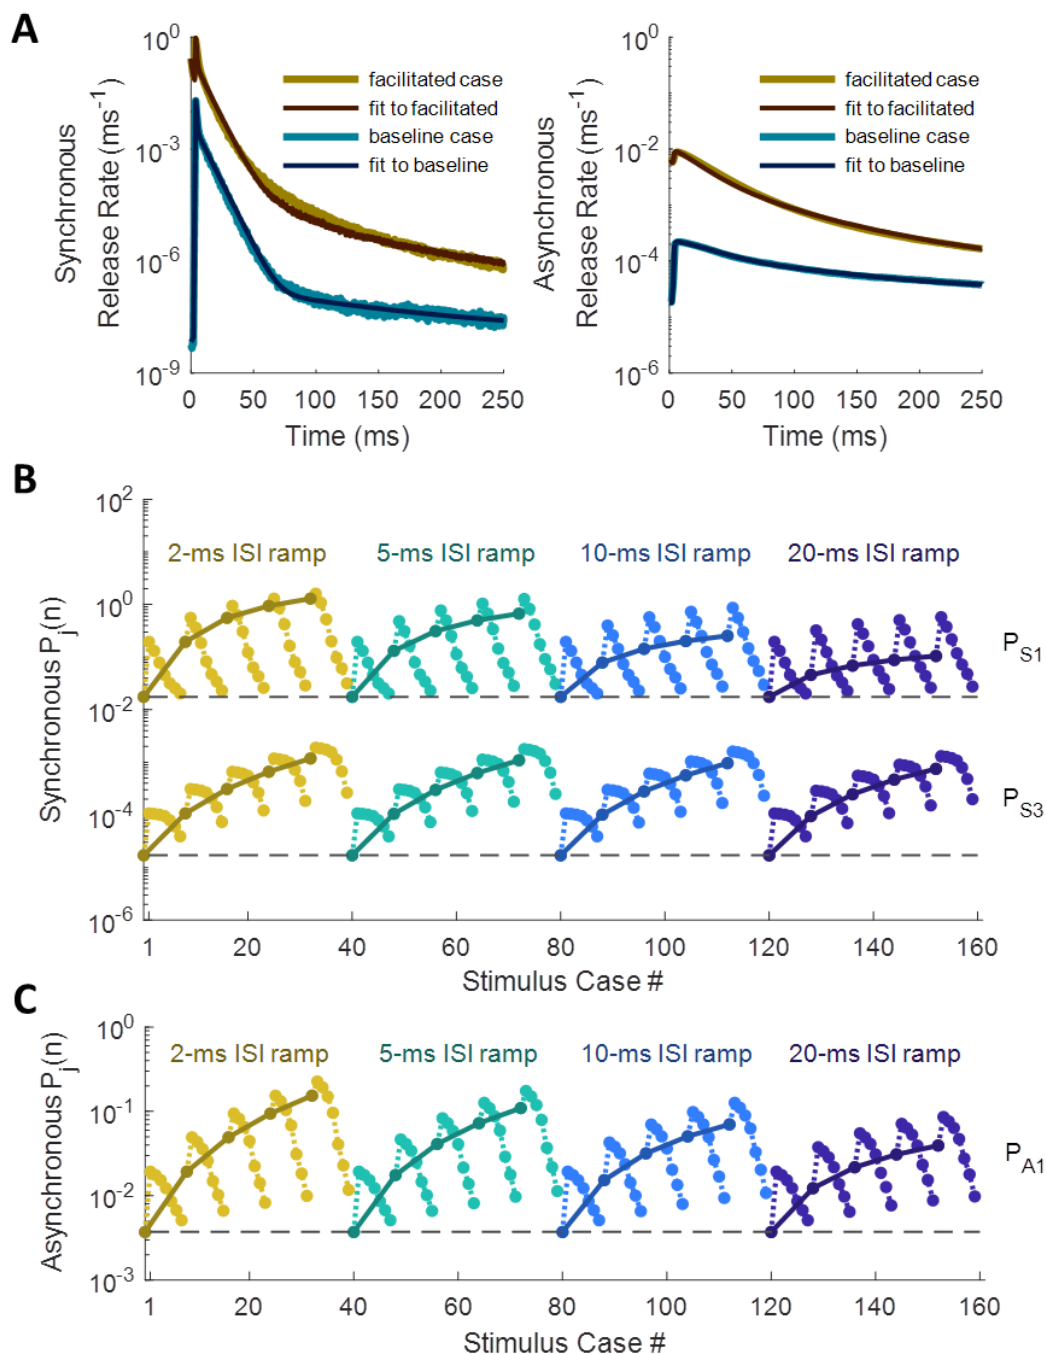 A
Synchronous
Release Rate (ms-1)
10^0
10^-3
10^-6
10^-9
facilitated case
fit to facilitated
baseline case
fit to baseline
0 50 100 150 200 250
Time (ms)
Asynchronous
Release Rate (ms-1)
10^0
10^-2
10^-4
10^-6
facilitated case
fit to facilitated
baseline case
fit to baseline
0 50 100 150 200 250
Time (ms)
B
Synchronous Pj(n)
10^2
10^0
10^-2
10^-4
10^-6
2-ms ISI ramp 5-ms ISI ramp 10-ms ISI ramp 20-ms ISI ramp
PS1
PS3
1 20 40 60 80 100 120 140 160
Stimulus Case #
C
Asynchronous Pj(n)
10^0
10^-1
10^-2
10^-3
2-ms ISI ramp 5-ms ISI ramp 10-ms ISI ramp 20-ms ISI ramp
PA1
1 20 40 60 80 100 120 140 160
Stimulus Case #